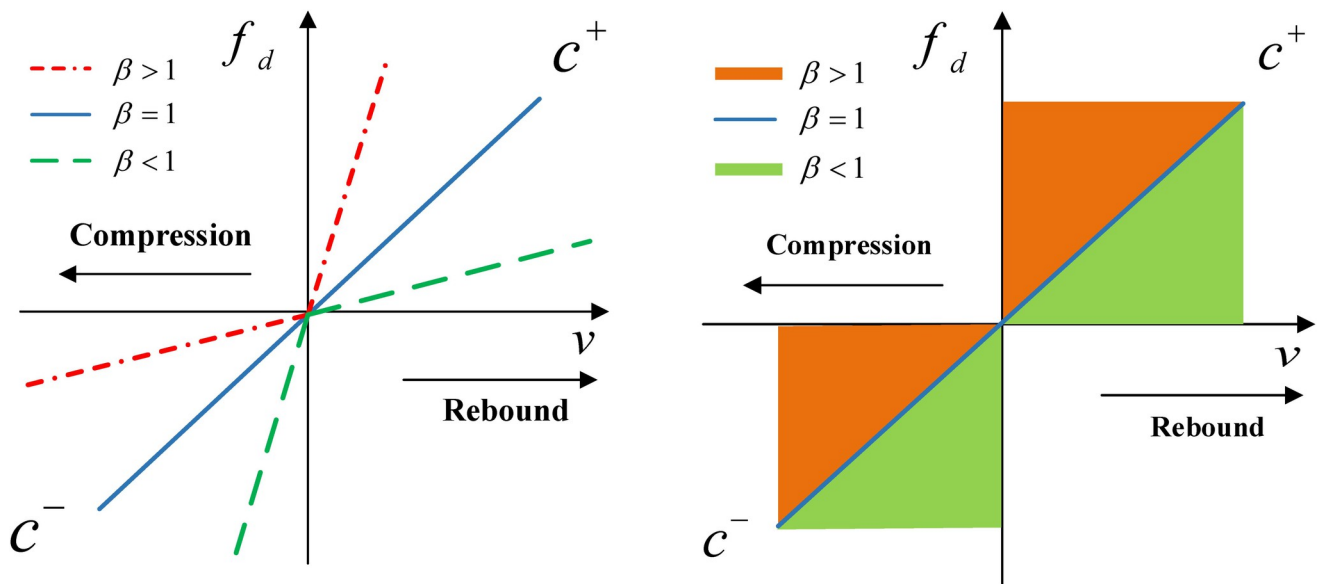 f_d
c^+
β > 1
β = 1
β < 1
Compression
v
Rebound
c^-
f_d
c^+
β > 1
β = 1
β < 1
Compression
v
Rebound
c^-